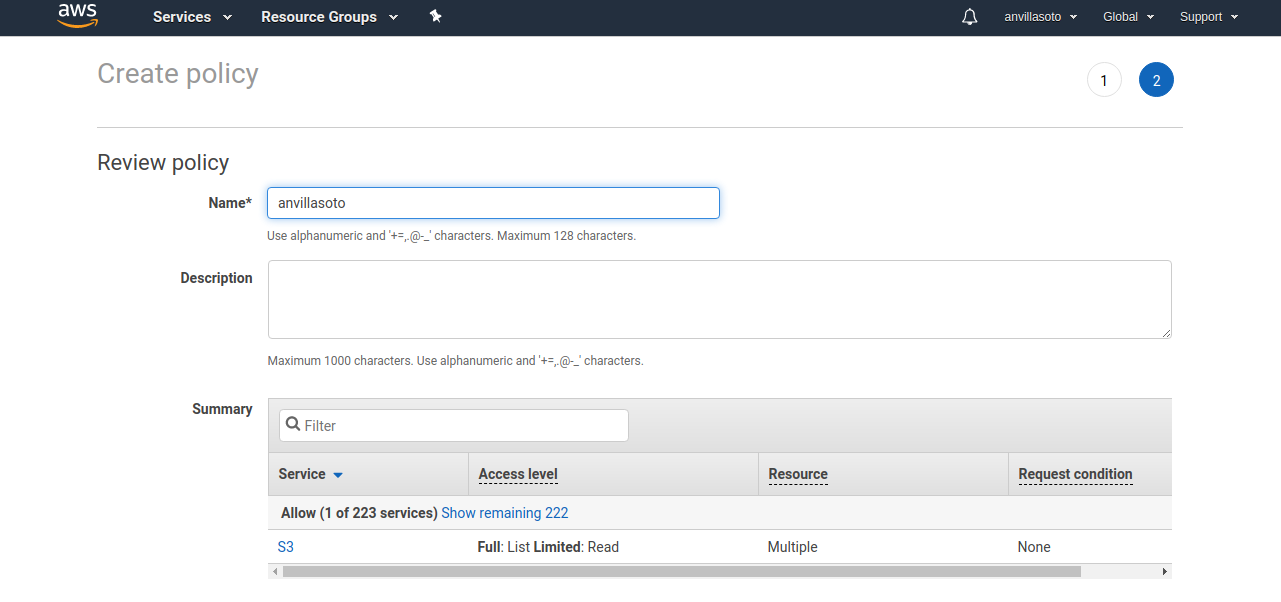 aws Services Resource Groups anvillasoto Global Support
Create policy 1 2
Review policy
Name* anvillasoto
Use alphanumeric and '+=,.@-_' characters. Maximum 128 characters.
Description
Maximum 1000 characters. Use alphanumeric and '+=,.@-_' characters.
Summary Filter
Service Access level Resource Request condition
Allow (1 of 223 services) Show remaining 222
S3 Full: List Limited: Read Multiple None